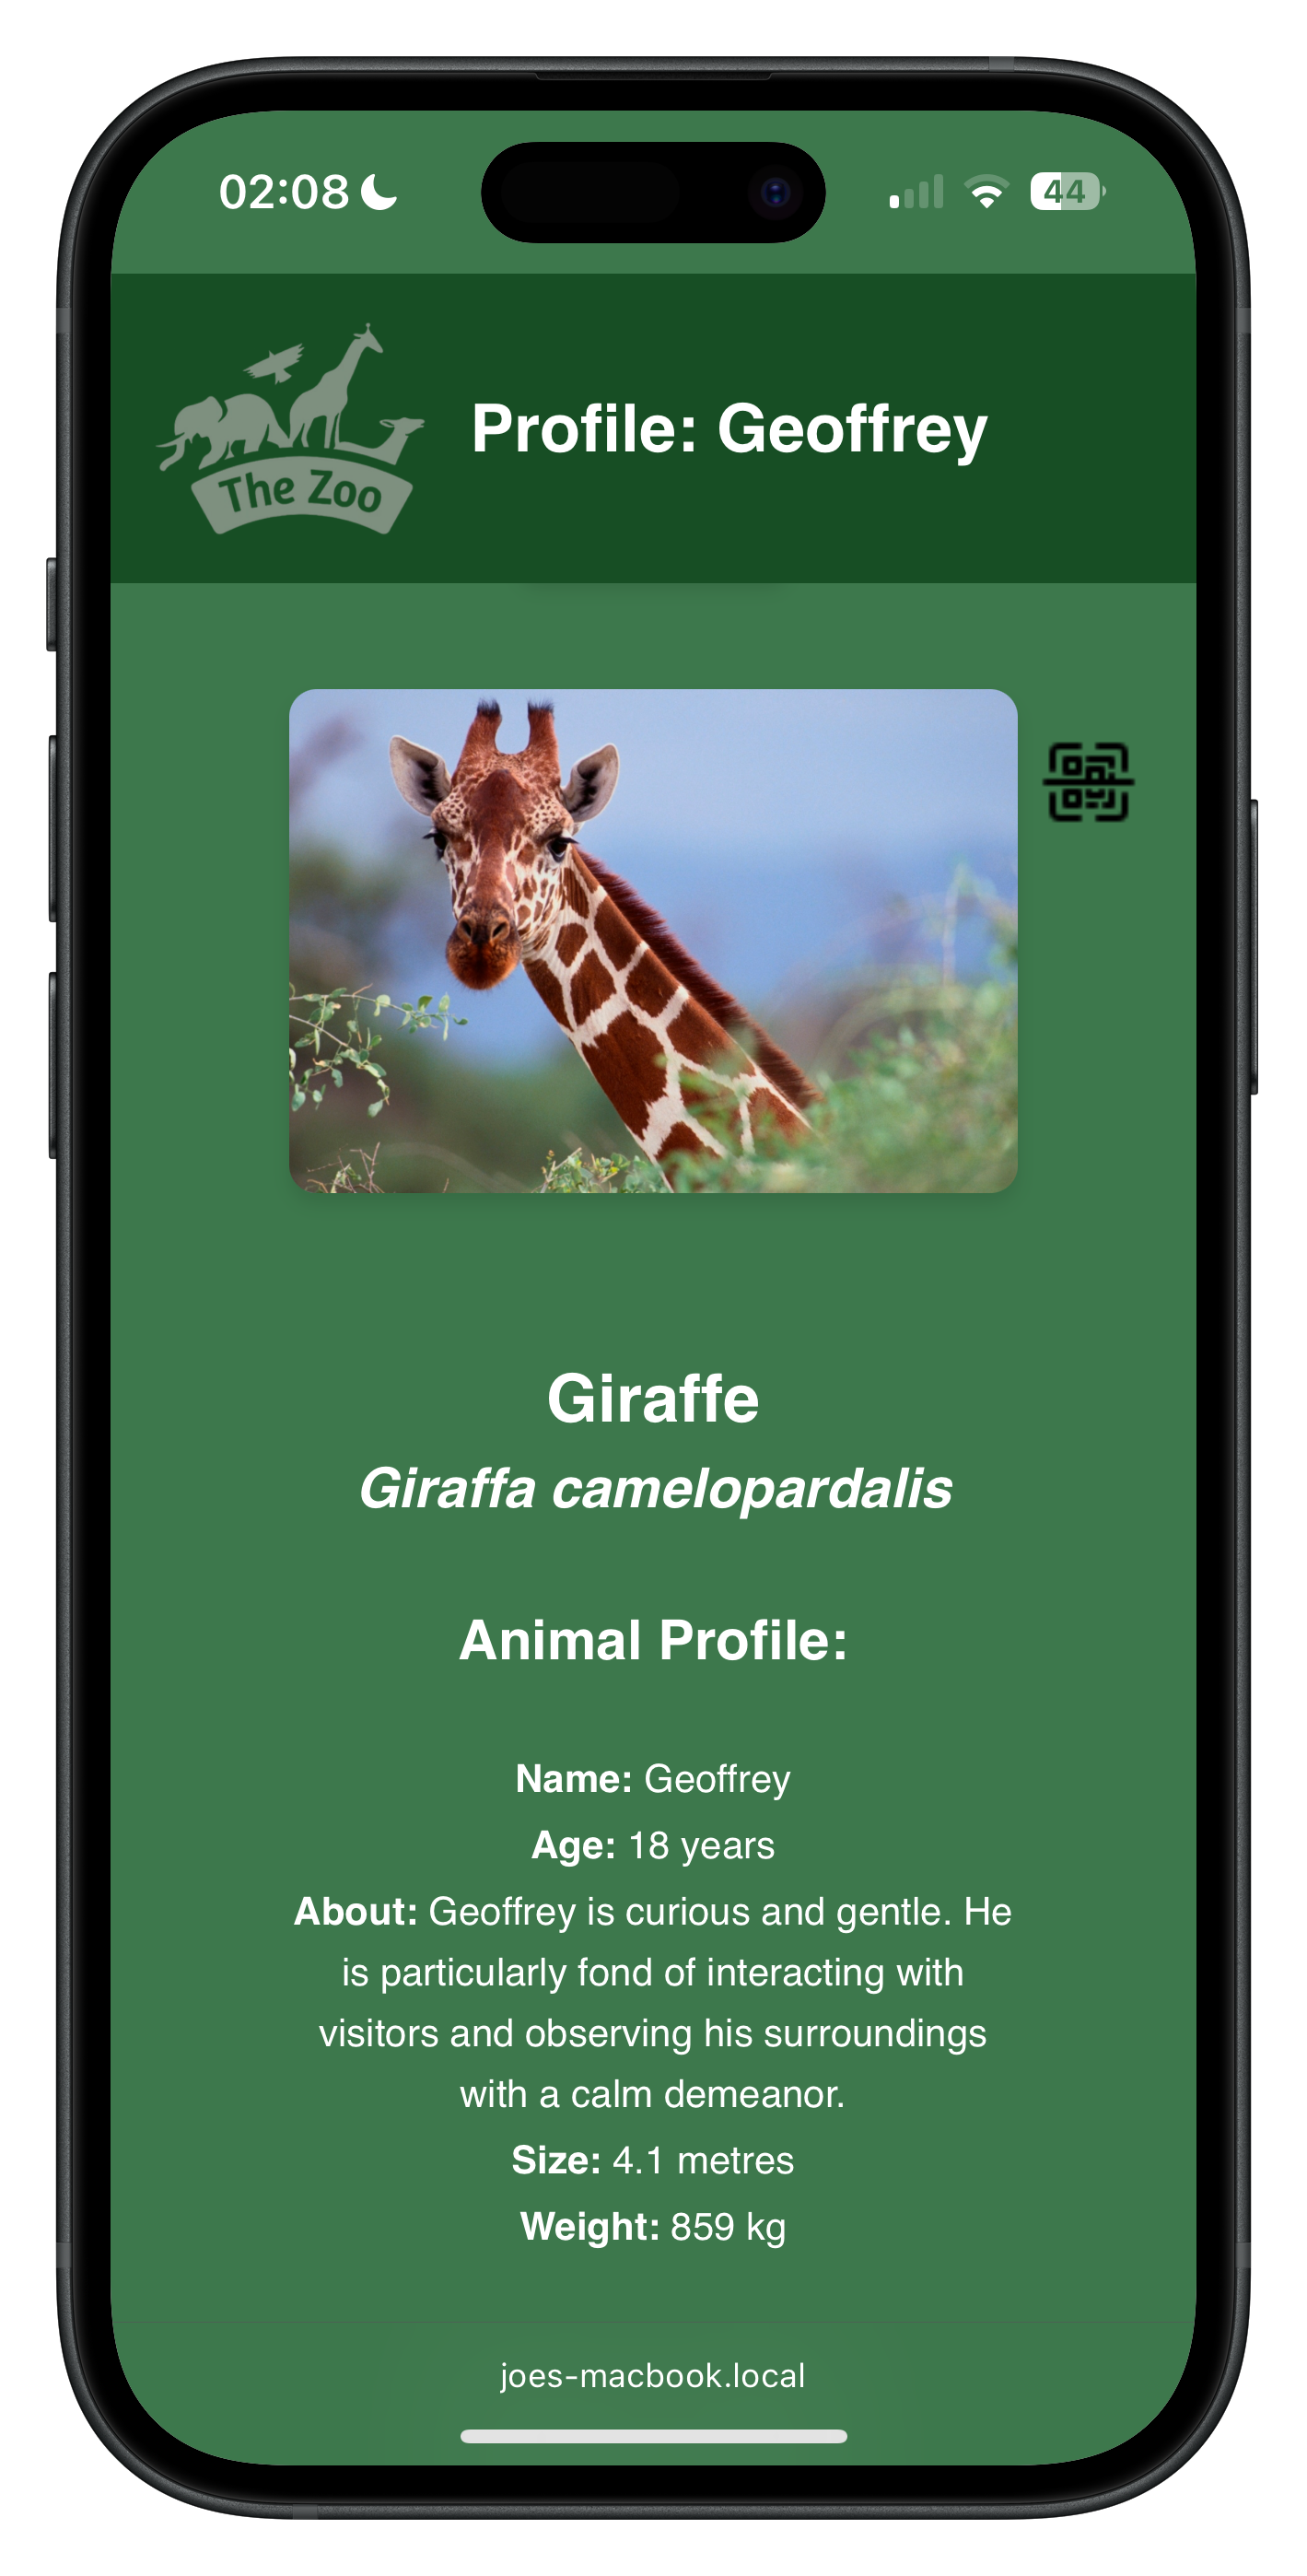 02:08
44
The Zoo
Profile: Geoffrey
Giraffe
Giraffa camelopardalis
Animal Profile:
Name: Geoffrey
Age: 18 years
About: Geoffrey is curious and gentle. He
is particularly fond of interacting with
visitors and observing his surroundings
with a calm demeanor.
Size: 4.1 metres
Weight: 859 kg
joes-macbook.local